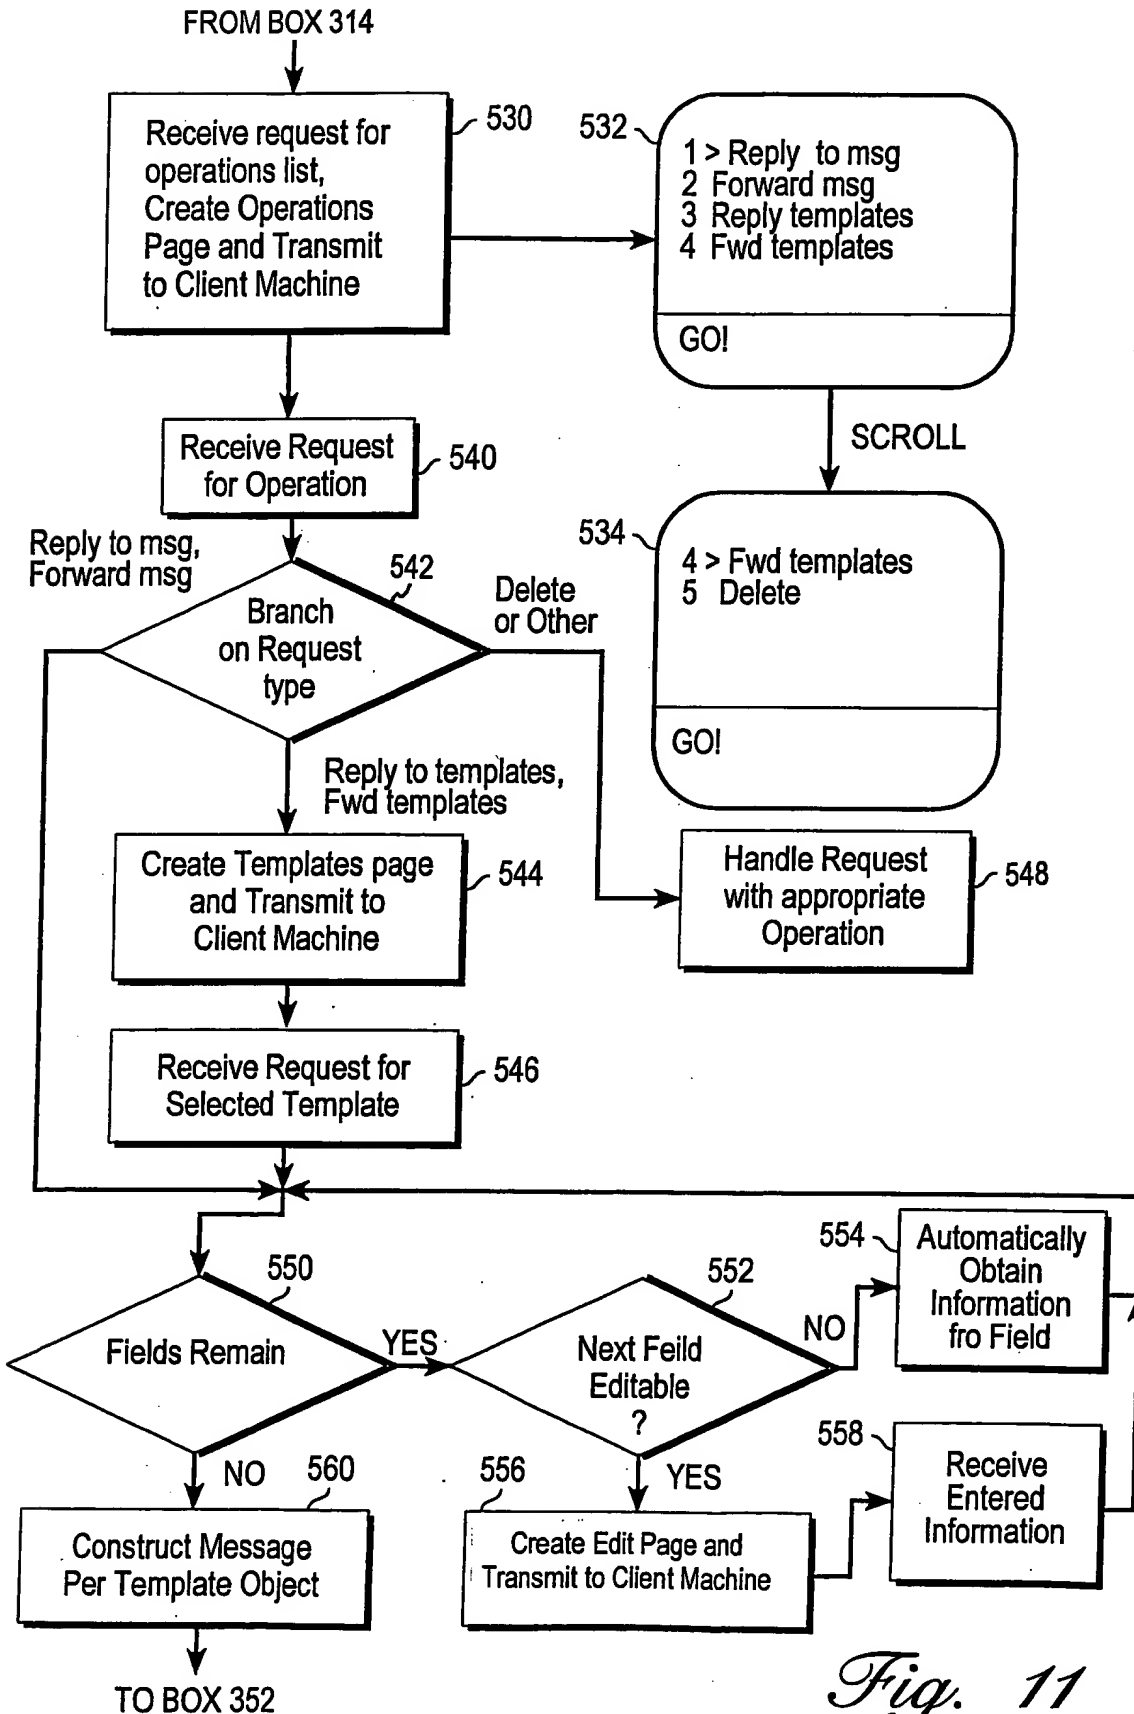 FROM BOX 314
Receive request for
operations list,
Create Operations
Page and Transmit
to Client Machine
530
532
1 > Reply to msg
2 Forward msg
3 Reply templates
4 Fwd templates
GO!
SCROLL
Receive Request
for Operation
540
534
4 > Fwd templates
5 Delete
GO!
Reply to msg,
Forward msg
542
Branch
on Request
type
Delete
or Other
Reply to templates,
Fwd templates
Create Templates page
and Transmit to
Client Machine
544
Handle Request
with appropriate
Operation
548
Receive Request for
Selected Template
546
550
Fields Remain
YES
552
Next Feild
Editable
?
NO
554
Automatically
Obtain
Information
fro Field
NO
560
Construct Message
Per Template Object
YES
556
Create Edit Page and
Transmit to Client Machine
558
Receive
Entered
Information
TO BOX 352
Fig. 11